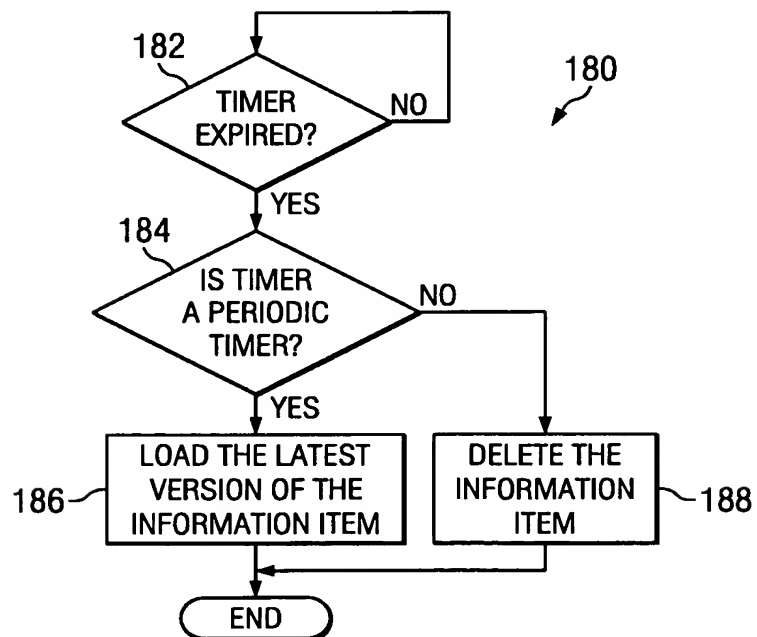 182
TIMER
EXPIRED?
NO
180
YES
184
IS TIMER
A PERIODIC
TIMER?
NO
YES
186
LOAD THE LATEST
VERSION OF THE
INFORMATION ITEM
DELETE THE
INFORMATION
ITEM
188
END